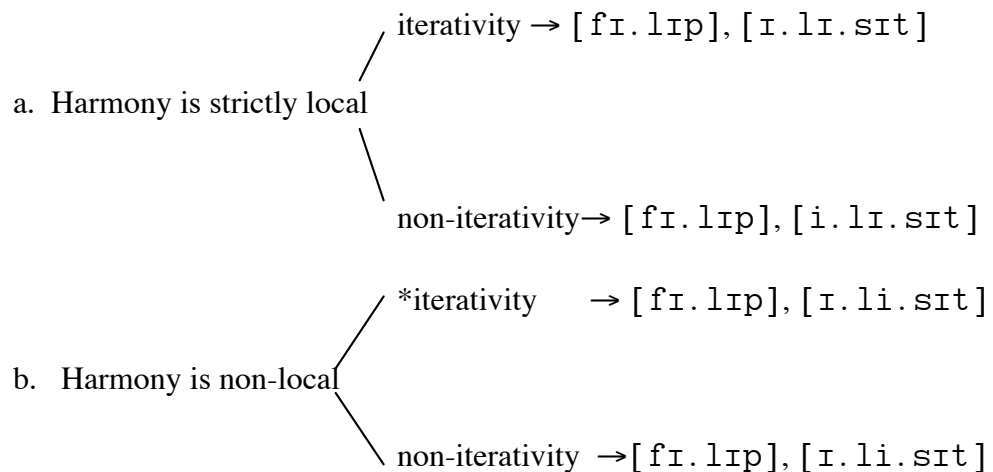 iterativity → [fɪ.lɪp], [ɪ.lɪ.sɪt]
a. Harmony is strictly local
non-iterativity→ [fɪ.lɪp], [i.lɪ.sɪt]
*iterativity → [fɪ.lɪp], [ɪ.li.sɪt]
b. Harmony is non-local
non-iterativity →[fɪ.lɪp], [ɪ.li.sɪt]